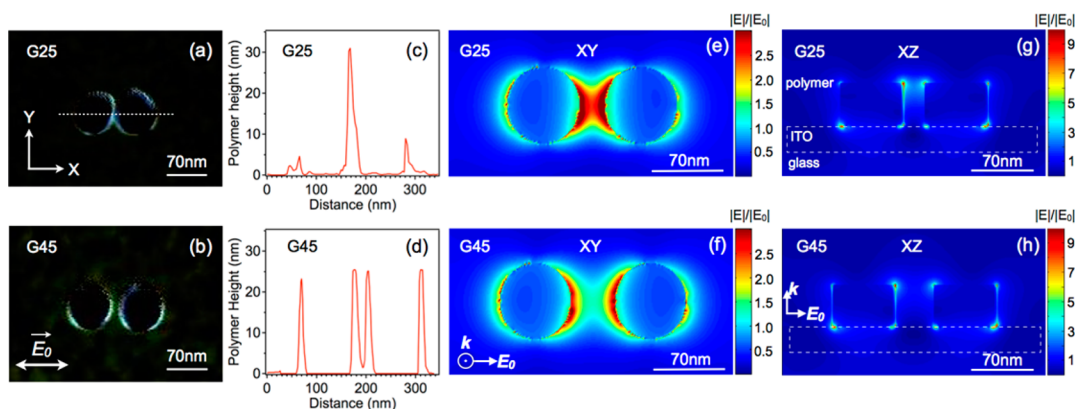 G25 (a)
Y
X
70nm
G25 (c)
Polymer height (nm)
30
20
10
0
0 100 200 300
Distance (nm)
|E|/|E₀|
G25 XY (e)
2.5
2.0
1.5
1.0
0.5
70nm
|E|/|E₀|
G25 XZ (g)
polymer
ITO
glass
70nm
9
7
5
3
1
G45 (b)
E₀
70nm
G45 (d)
Polymer Height (nm)
30
20
10
0
0 100 200 300
Distance (nm)
|E|/|E₀|
G45 XY (f)
k
E₀
2.5
2.0
1.5
1.0
0.5
70nm
|E|/|E₀|
G45 XZ (h)
k
E₀
70nm
9
7
5
3
1